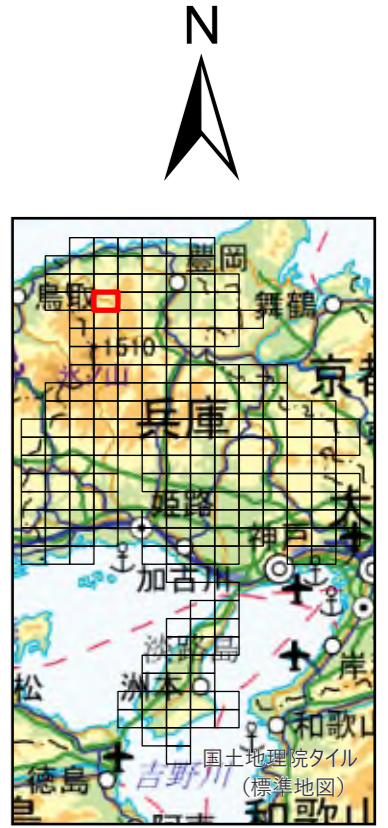 N
豊岡
鳥取
舞鶴
1510
氷ノ山
京都
兵庫
姫路
神戸
大
加古川
淡路島
洲本
岸
松
和歌山
国土地理院タイル
徳島
吉野川
(標準地図)
和歌山